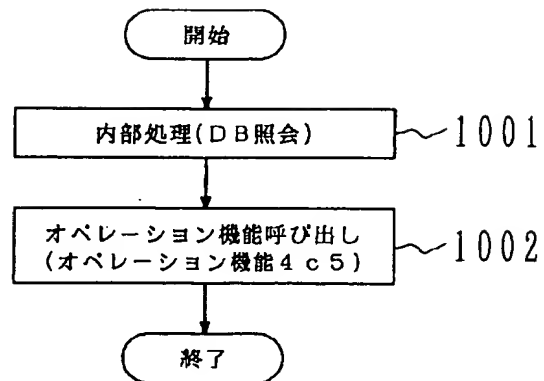 開始
内部処理(DB照会)
1001
オペレーション機能呼び出し
(オペレーション機能4c5)
1002
終了